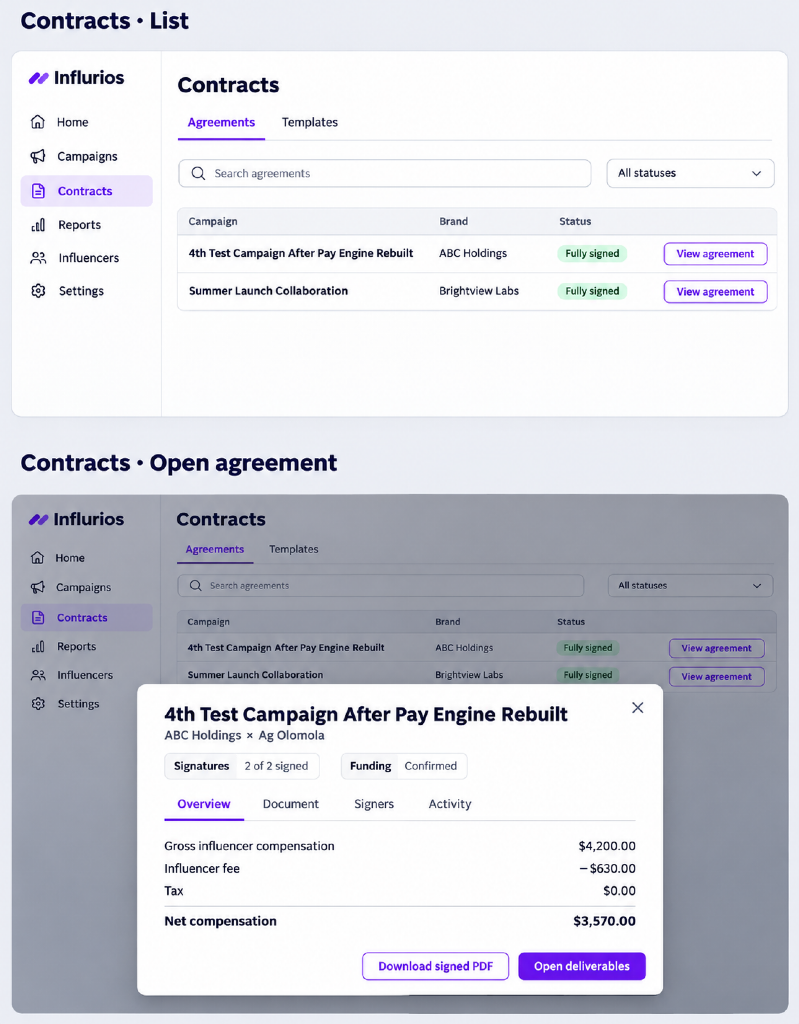 Contracts · List
Influrios
Home
Campaigns
Contracts
Reports
Influencers
Settings
Contracts
Agreements Templates
Search agreements All statuses
Campaign Brand Status
4th Test Campaign After Pay Engine Rebuilt ABC Holdings Fully signed View agreement
Summer Launch Collaboration Brightview Labs Fully signed View agreement
Contracts · Open agreement
Influrios
Home
Campaigns
Contracts
Reports
Influencers
Settings
Contracts
Agreements Templates
Search agreements All statuses
Campaign Brand Status
4th Test Campaign After Pay Engine Rebuilt ABC Holdings Fully signed View agreement
Summer Launch Collaboration Brightview Labs Fully signed View agreement
4th Test Campaign After Pay Engine Rebuilt
ABC Holdings × Ag Olomola
Signatures 2 of 2 signed Funding Confirmed
Overview Document Signers Activity
Gross influencer compensation $4,200.00
Influencer fee −$630.00
Tax $0.00
Net compensation $3,570.00
Download signed PDF Open deliverables